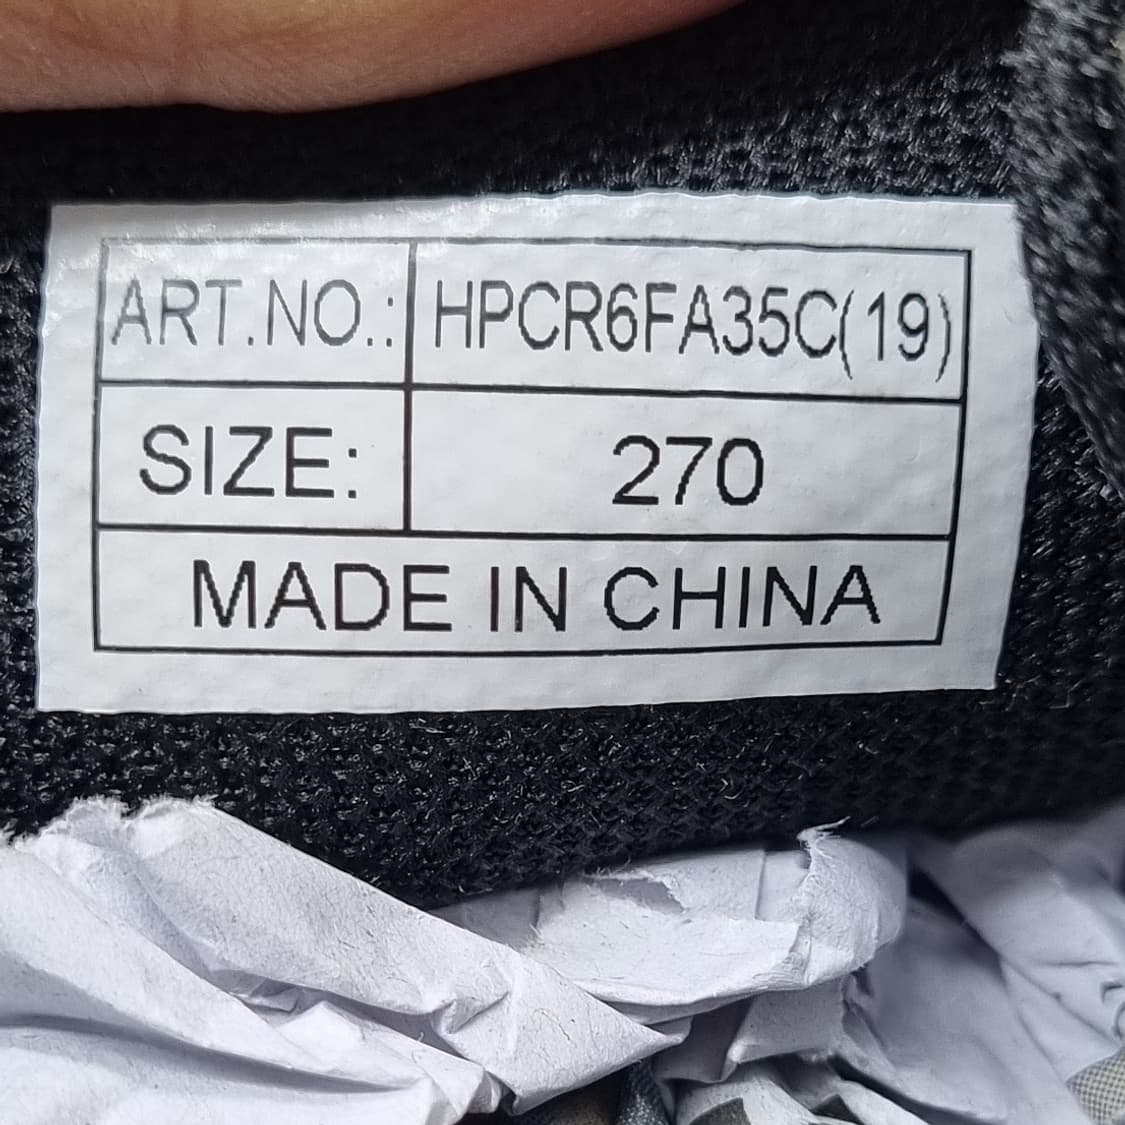 ART.NO.: HPCR6FA35C(19)
SIZE: 270
MADE IN CHINA